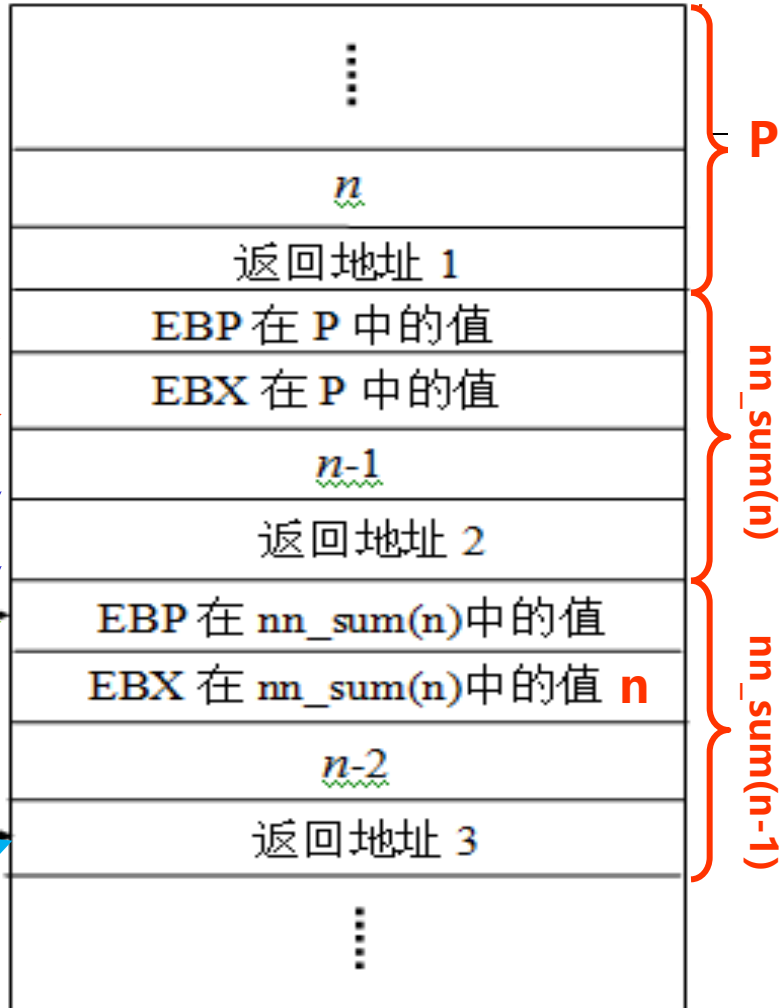 P
n
返回地址 1
EBP 在 P 中的值
EBX 在 P 中的值
n-1
返回地址 2
nn_sum(n)
EBP 在 nn_sum(n)中的值
EBX 在 nn_sum(n)中的值 n
n-2
返回地址 3
nn_sum(n-1)